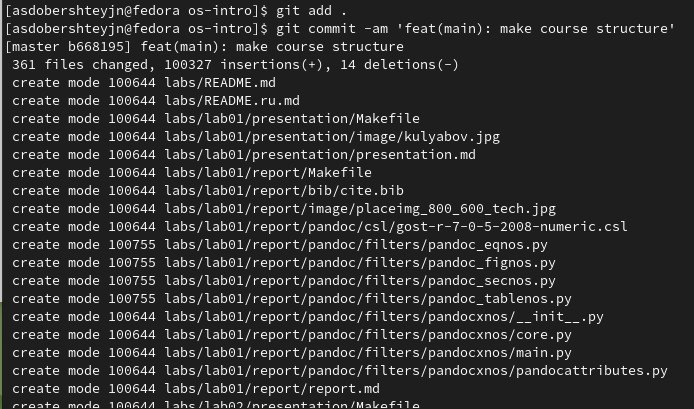 [asdobershteyjn@fedora os-intro]$ git add .
[asdobershteyjn@fedora os-intro]$ git commit -am 'feat(main): make course structure'
[master b668195] feat(main): make course structure
 361 files changed, 100327 insertions(+), 14 deletions(-)
 create mode 100644 labs/README.md
 create mode 100644 labs/README.ru.md
 create mode 100644 labs/lab01/presentation/Makefile
 create mode 100644 labs/lab01/presentation/image/kulyabov.jpg
 create mode 100644 labs/lab01/presentation/presentation.md
 create mode 100644 labs/lab01/report/Makefile
 create mode 100644 labs/lab01/report/bib/cite.bib
 create mode 100644 labs/lab01/report/image/placeimg_800_600_tech.jpg
 create mode 100644 labs/lab01/report/pandoc/csl/gost-r-7-0-5-2008-numeric.csl
 create mode 100755 labs/lab01/report/pandoc/filters/pandoc_eqnos.py
 create mode 100755 labs/lab01/report/pandoc/filters/pandoc_fignos.py
 create mode 100755 labs/lab01/report/pandoc/filters/pandoc_secnos.py
 create mode 100755 labs/lab01/report/pandoc/filters/pandoc_tablenos.py
 create mode 100644 labs/lab01/report/pandoc/filters/pandocxnos/__init__.py
 create mode 100644 labs/lab01/report/pandoc/filters/pandocxnos/core.py
 create mode 100644 labs/lab01/report/pandoc/filters/pandocxnos/main.py
 create mode 100644 labs/lab01/report/pandoc/filters/pandocxnos/pandocattributes.py
 create mode 100644 labs/lab01/report/report.md
 create mode 100644 labs/lab02/presentation/Makefile